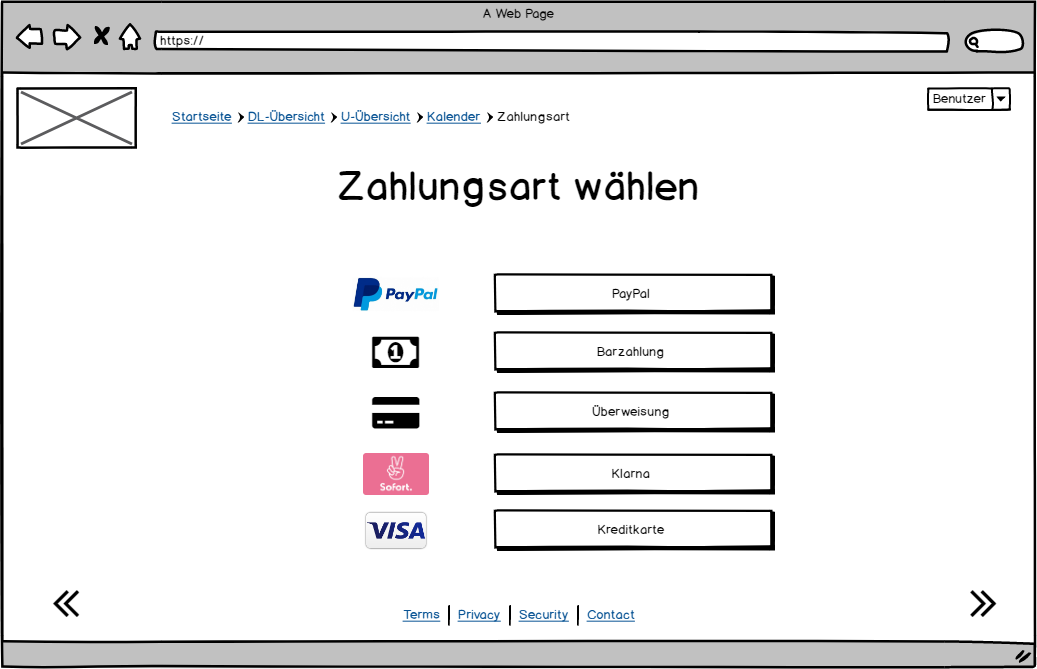 A Web Page
https://
Benutzer
Startseite DL-Übersicht U-Übersicht Kalender Zahlungsart
Zahlungsart wählen
PayPal PayPal
1 Barzahlung
Überweisung
Sofort. Klarna
VISA Kreditkarte
Terms Privacy Security Contact